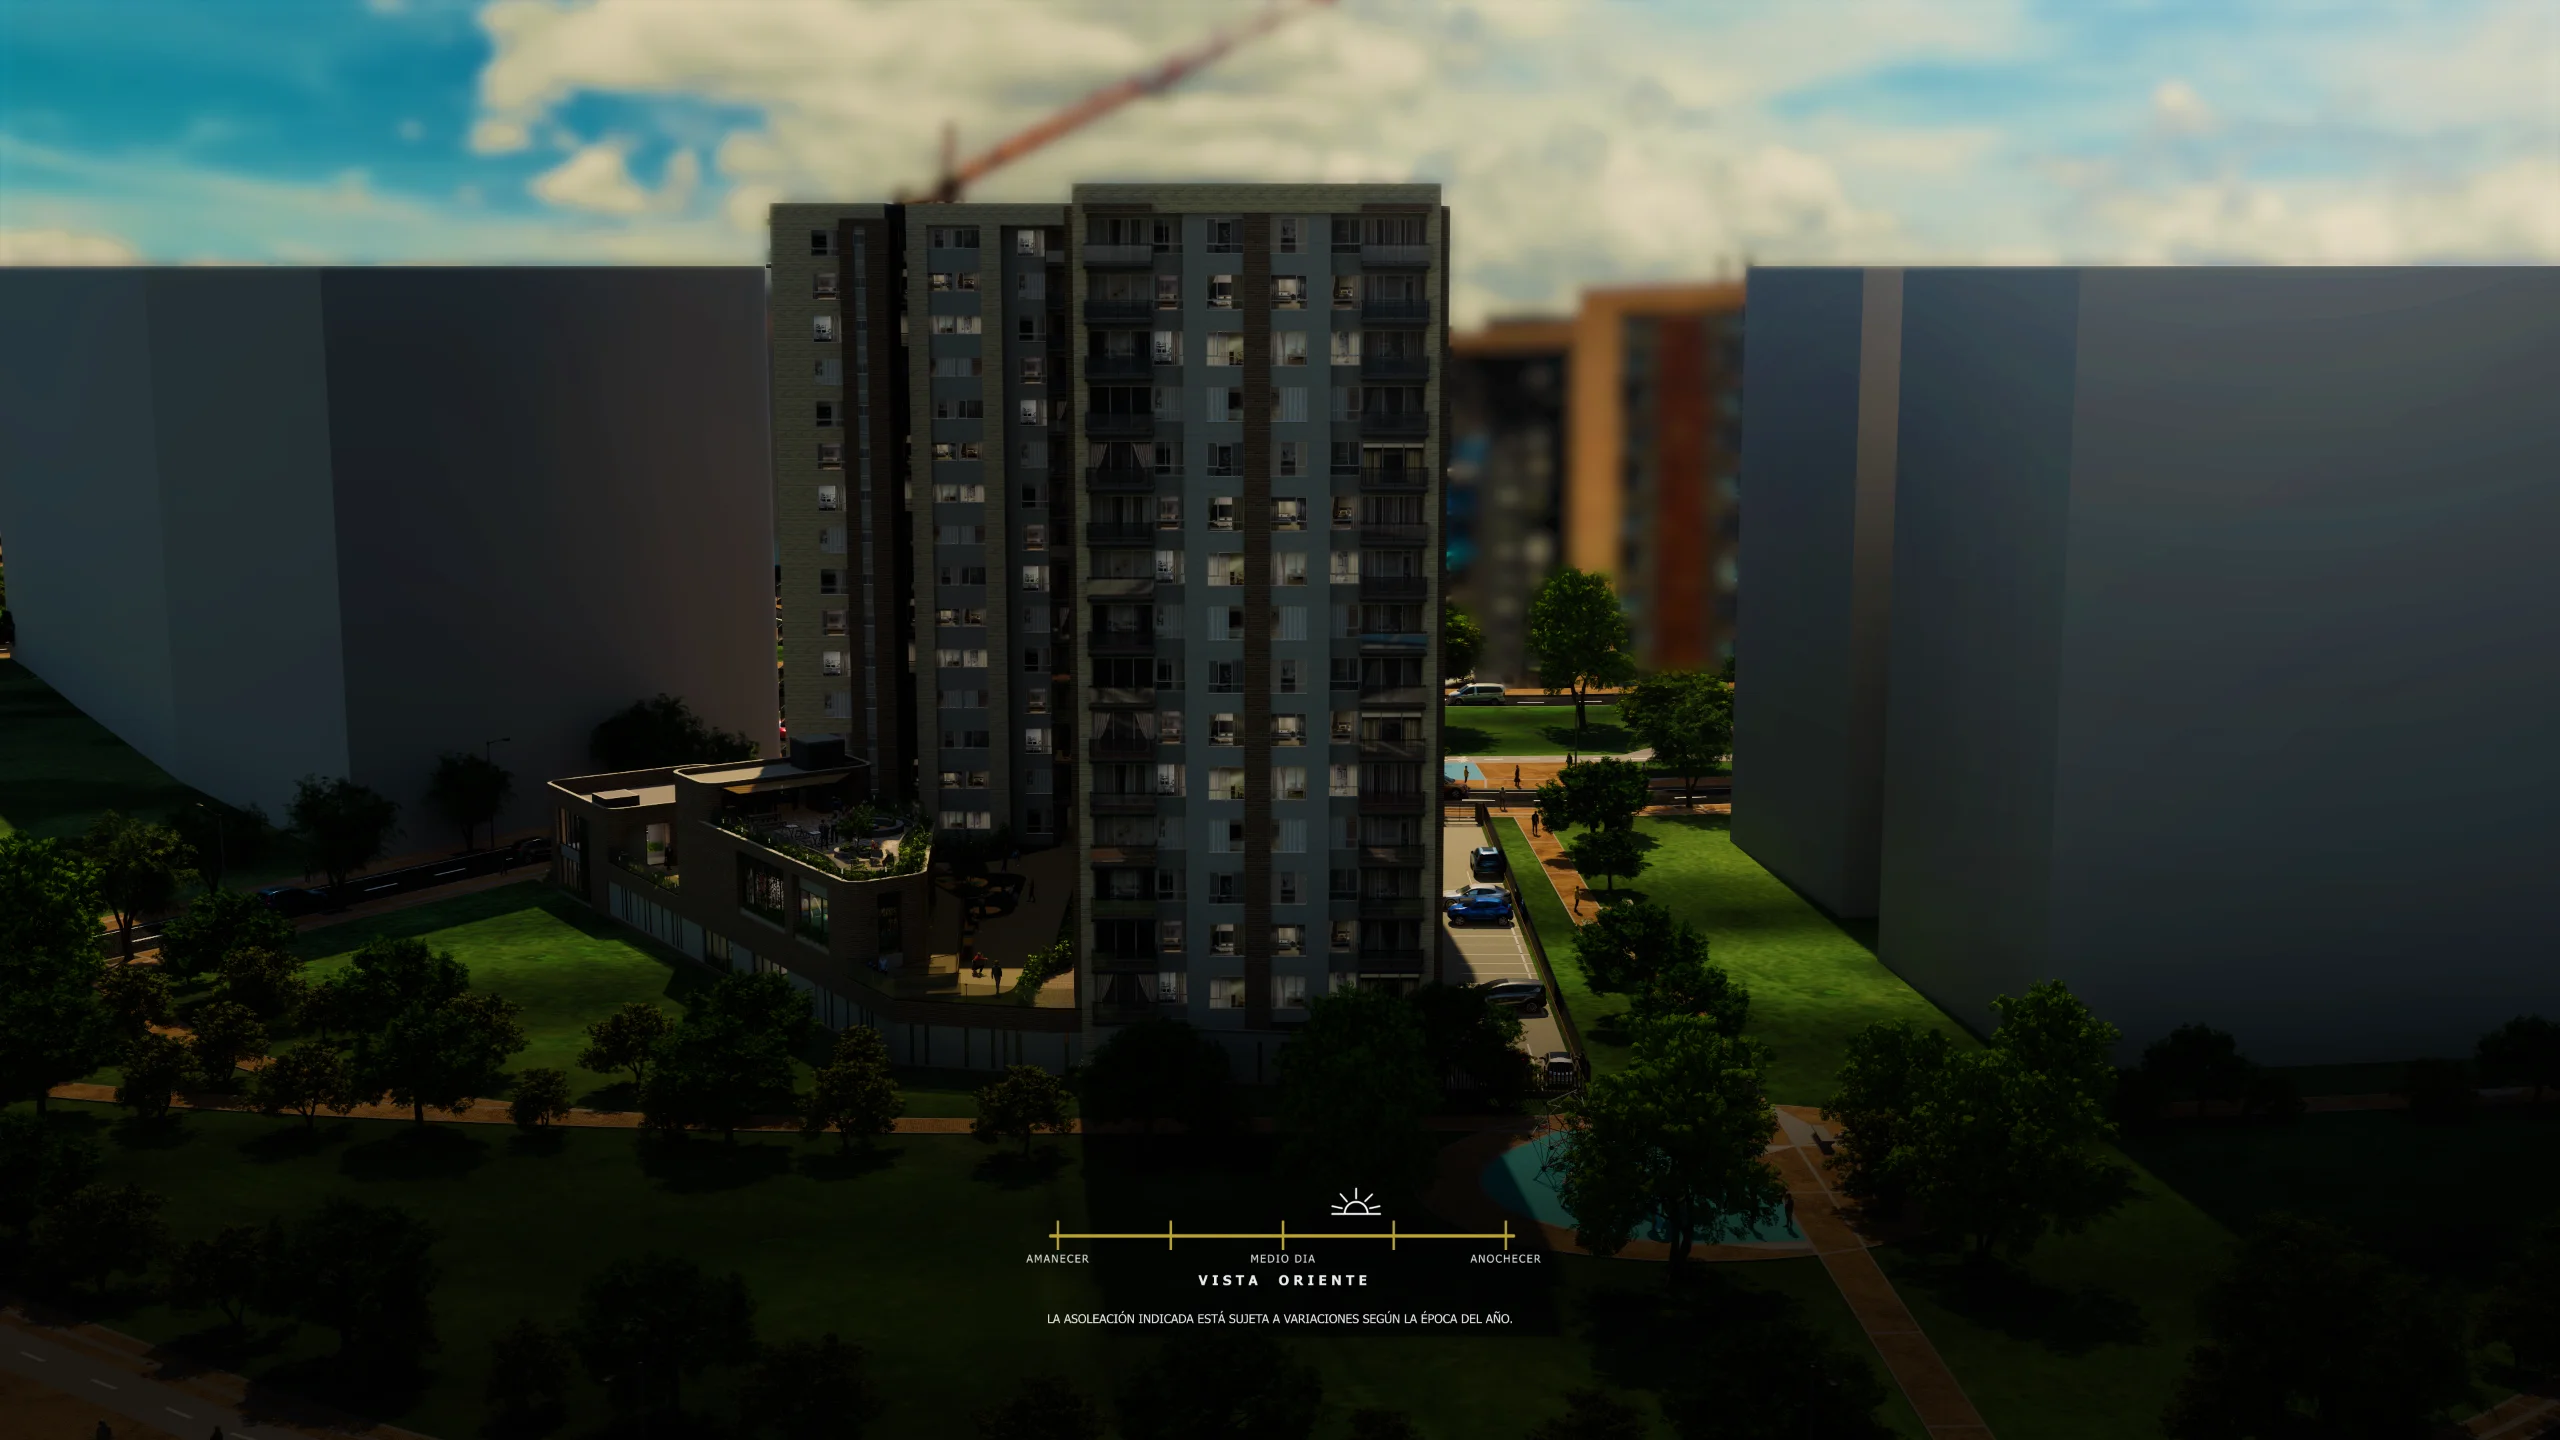 AMANECER MEDIO DIA ANOCHECER
VISTA ORIENTE
LA ASOLEACIÓN INDICADA ESTÁ SUJETA A VARIACIONES SEGÚN LA ÉPOCA DEL AÑO.